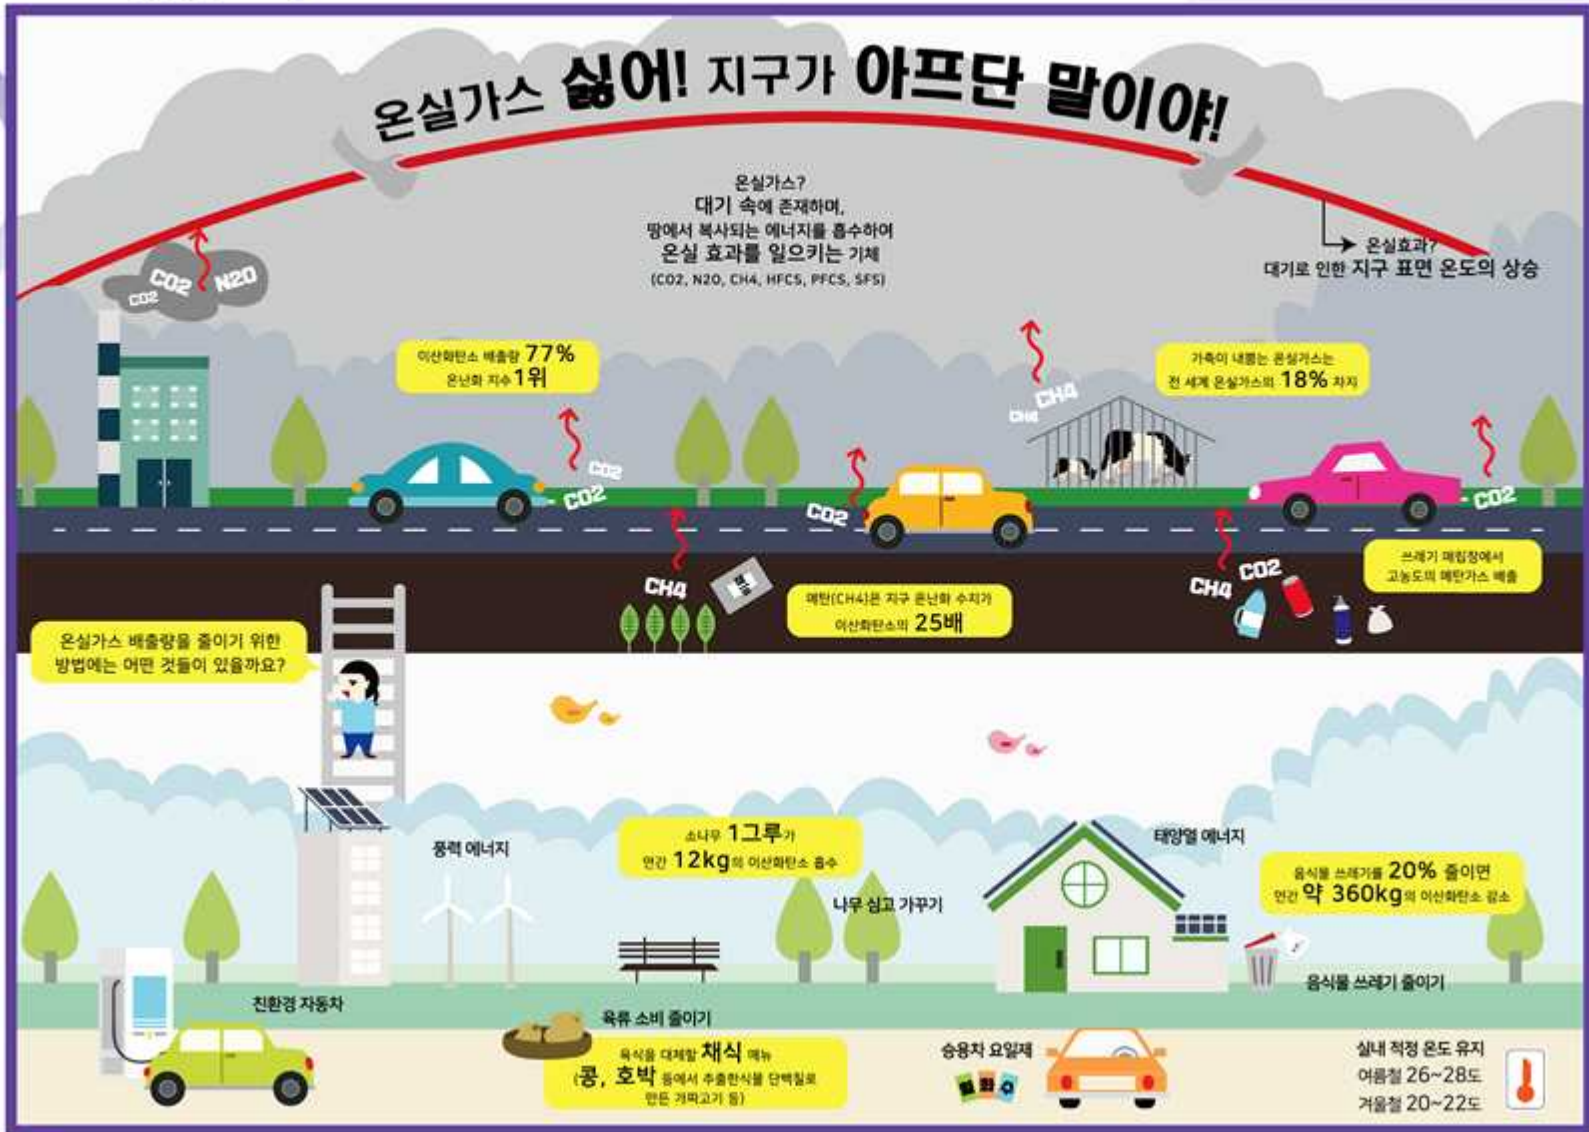 온실가스 싫어! 지구가 아프단 말이야!
온실가스?
대기 속에 존재하며,
땅에서 복사되는 에너지를 흡수하여
온실 효과를 일으키는 기체
(CO2, N2O, CH4, HFCS, PFCS, SFS)
온실효과?
대기로 인한 지구 표면 온도의 상승
CO2
CO2
N2O
이산화탄소 배출량 77%
온난화 지수 1위
가축이 내뿜는 온실가스는
전 세계 온실가스의 18% 차지
CH4
CH4
CO2
CO2
CO2
CO2
쓰레기 매립장에서
고농도의 메탄가스 배출
CH4
CH4
CO2
메탄(CH4)은 지구 온난화 수치가
이산화탄소의 25배
온실가스 배출량을 줄이기 위한
방법에는 어떤 것들이 있을까요?
풍력 에너지
소나무 1그루가
연간 12kg의 이산화탄소 흡수
나무 심고 가꾸기
태양열 에너지
음식물 쓰레기를 20% 줄이면
연간 약 360kg의 이산화탄소 감소
음식물 쓰레기 줄이기
친환경 자동차
육류 소비 줄이기
육식을 대체할 채식 메뉴
(콩, 호박 등에서 추출한식물 단백질로
만든 가짜고기 등)
승용차 요일제
월 화 수
실내 적정 온도 유지
여름철 26~28도
겨울철 20~22도